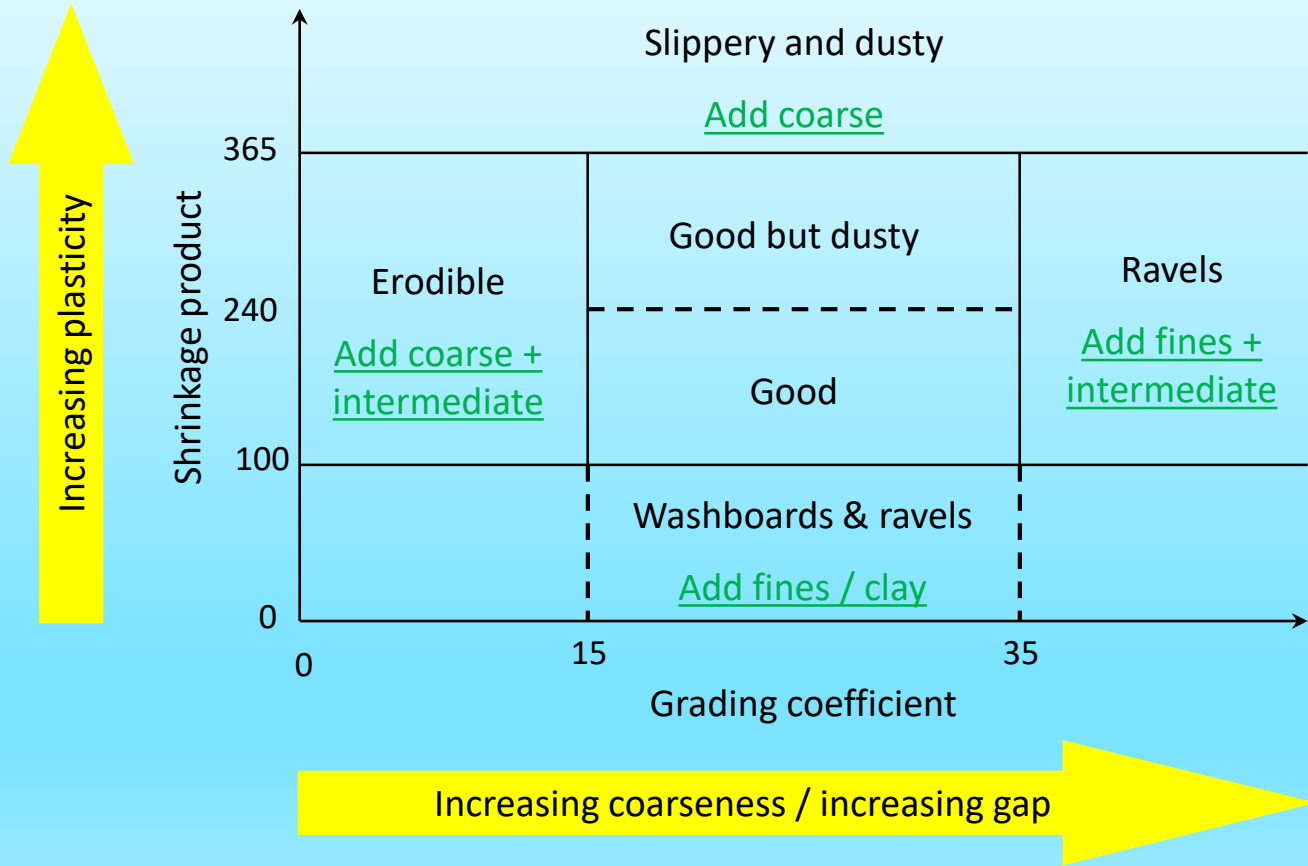 Slippery and dusty
Add coarse
365
Good but dusty
Erodible
Ravels
240
Add coarse +
intermediate
Add fines +
intermediate
Good
100
Washboards & ravels
Add fines / clay
0
0
15
35
Grading coefficient
Shrinkage product
Increasing plasticity
Increasing coarseness / increasing gap